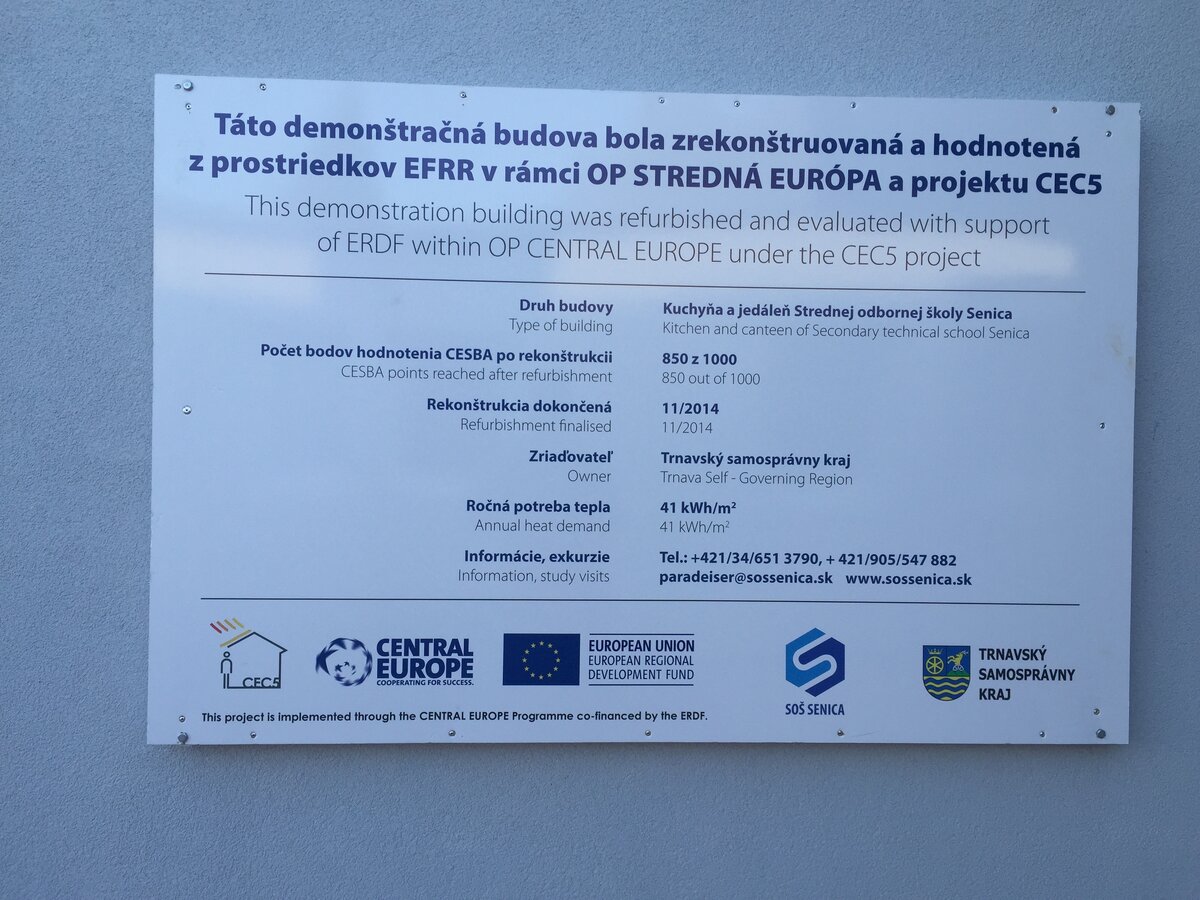 Táto demonštračná budova bola zrekonštruovaná a hodnotená
z prostriedkov EFRR v rámci OP STREDNÁ EURÓPA a projektu CEC5
This demonstration building was refurbished and evaluated with support
of ERDF within OP CENTRAL EUROPE under the CEC5 project
Druh budovy Kuchyňa a jedáleň Strednej odbornej školy Senica
Type of building Kitchen and canteen of Secondary technical school Senica
Počet bodov hodnotenia CESBA po rekonštrukcii 850 z 1000
CESBA points reached after refurbishment 850 out of 1000
Rekonštrukcia dokončená 11/2014
Refurbishment finalised 11/2014
Zriaďovateľ Trnavský samosprávny kraj
Owner Trnava Self - Governing Region
Ročná potreba tepla 41 kWh/m²
Annual heat demand 41 kWh/m²
Informácie, exkurzie Tel.: +421/34/651 3790, + 421/905/547 882
Information, study visits paradeiser@sossenica.sk www.sossenica.sk
CEC5
CENTRAL
EUROPE
COOPERATING FOR SUCCESS.
EUROPEAN UNION
EUROPEAN REGIONAL
DEVELOPMENT FUND
SOŠ SENICA
TRNAVSKÝ
SAMOSPRÁVNY
KRAJ
This project is implemented through the CENTRAL EUROPE Programme co-financed by the ERDF.